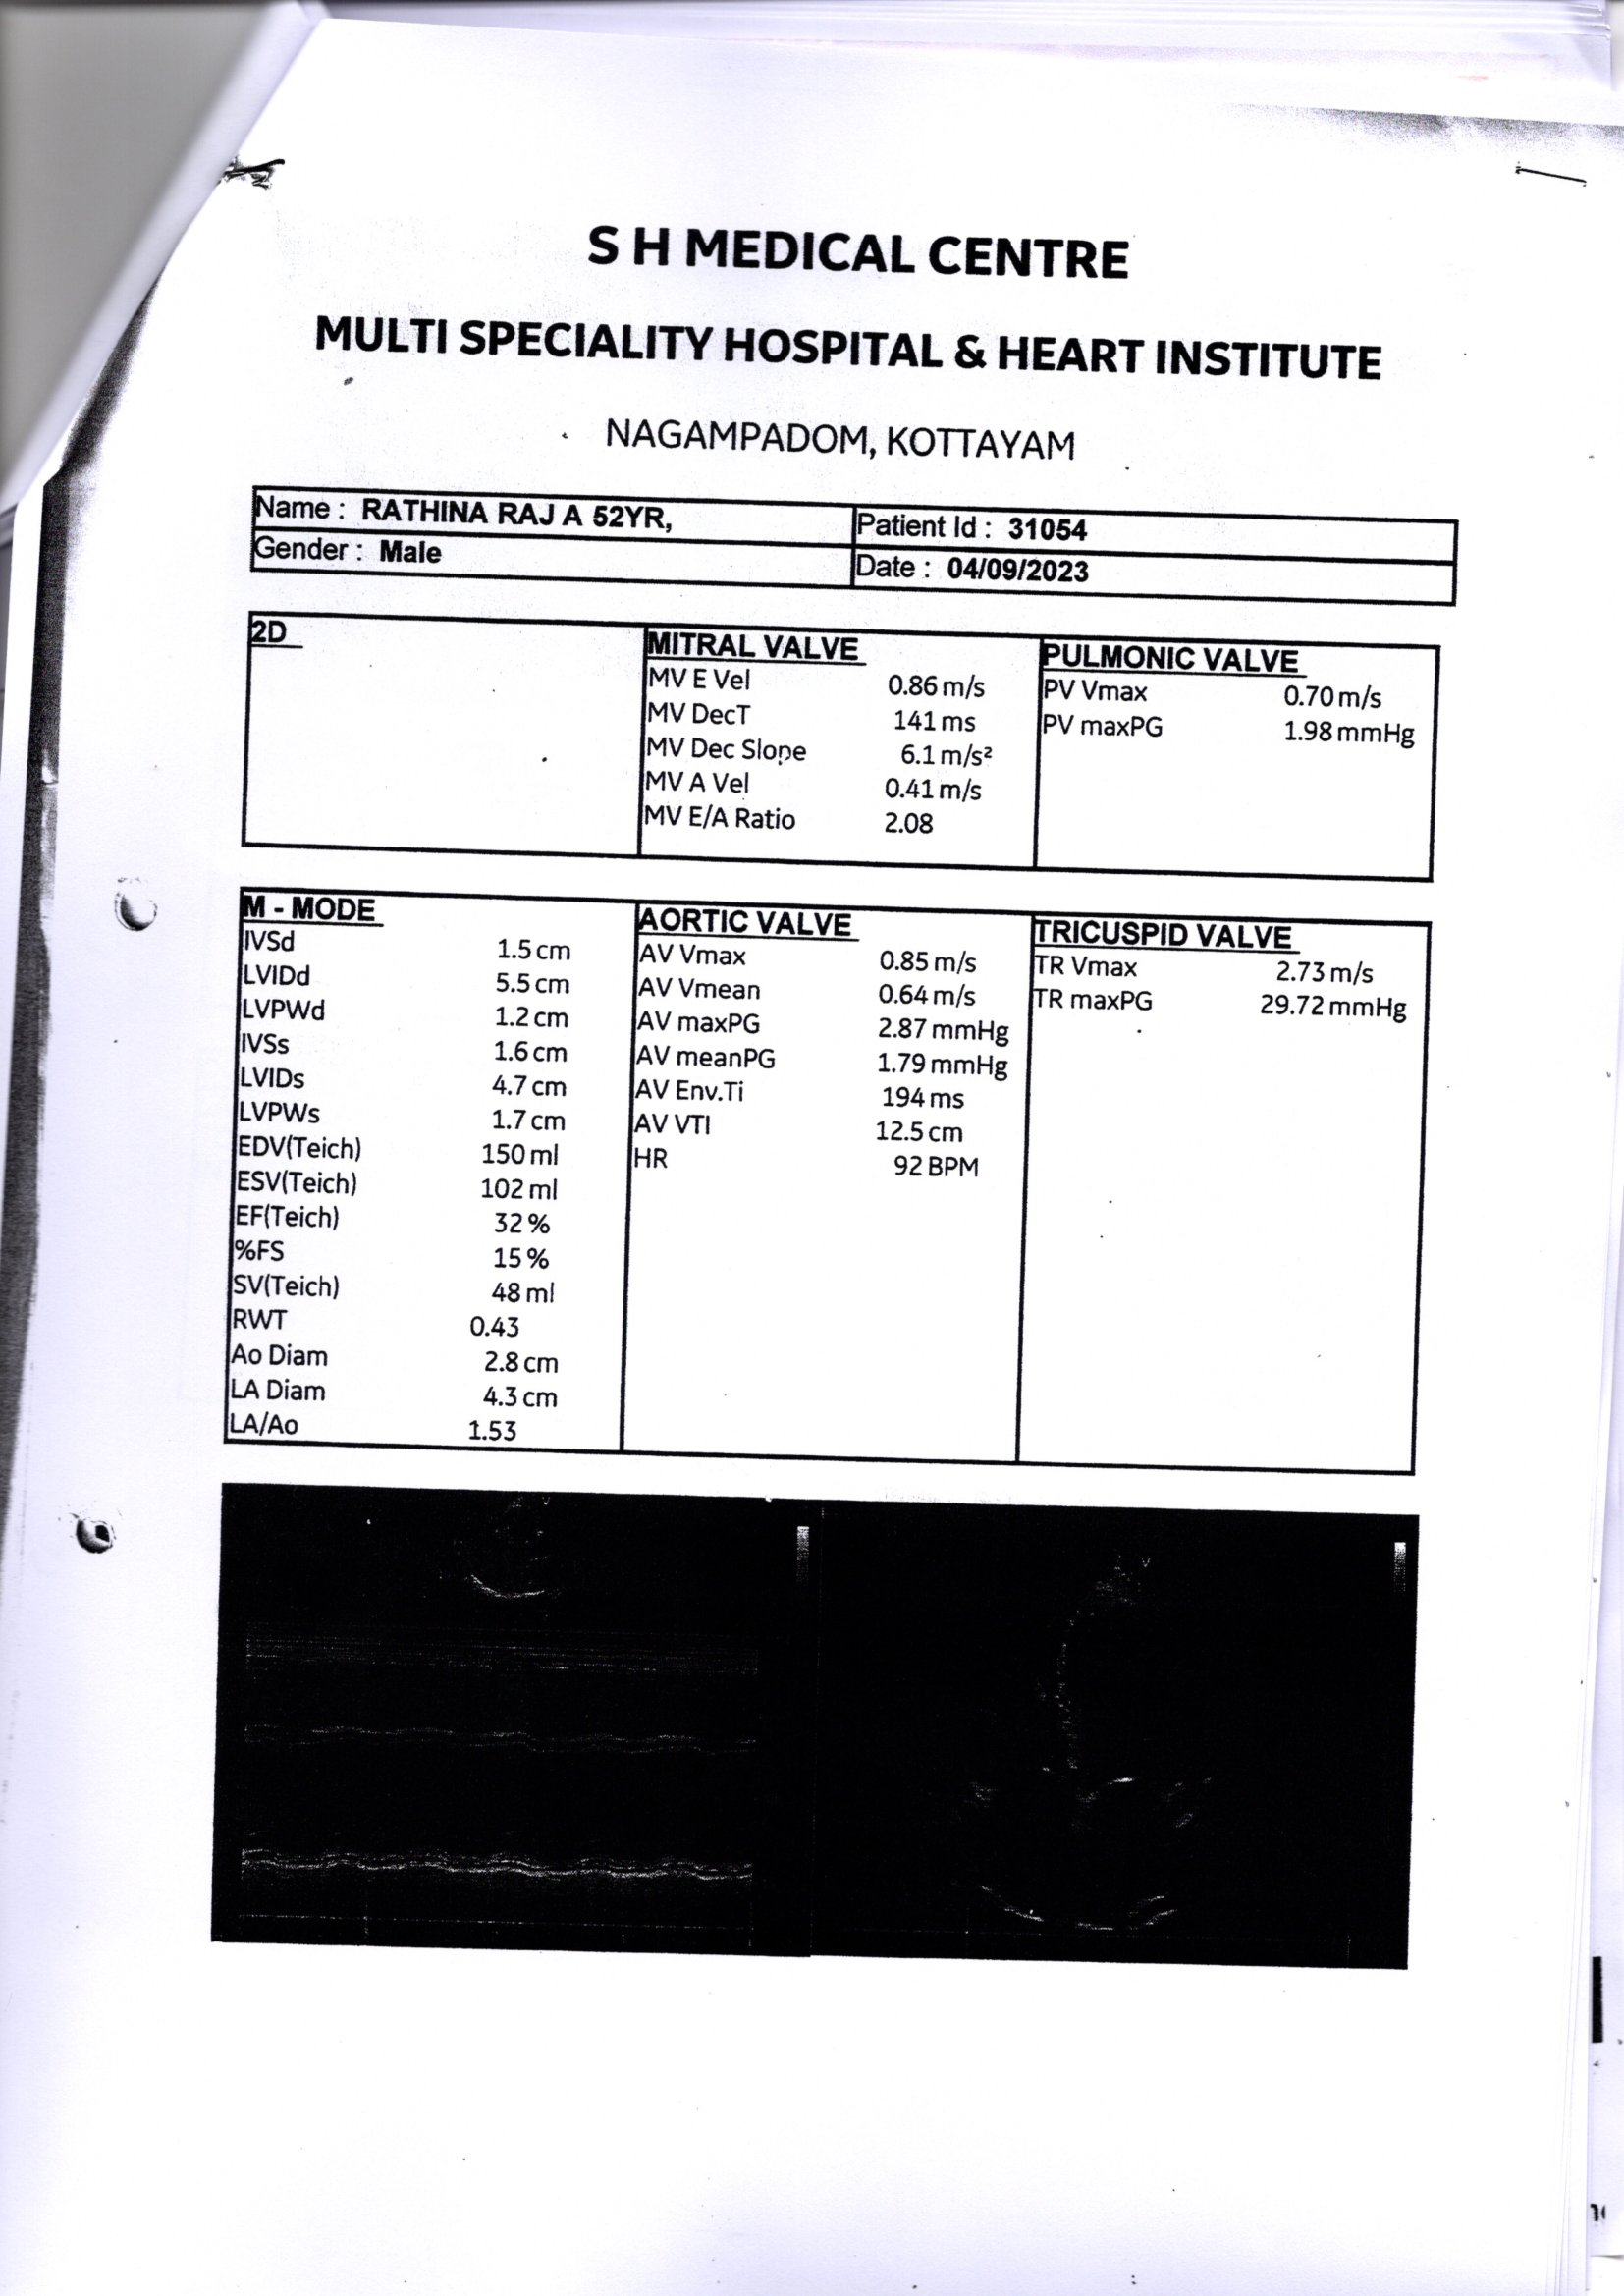 S H MEDICAL CENTRE
MULTI SPECIALITY HOSPITAL & HEART INSTITUTE
NAGAMPADOM, KOTTAYAM
Name : RATHINA RAJ A 52YR,
Patient Id : 31054
Gender : Male
Date : 04/09/2023
2D
MITRAL VALVE
MV E Vel 0.86 m/s
MV DecT 141 ms
MV Dec Slope 6.1 m/s²
MV A Vel 0.41 m/s
MV E/A Ratio 2.08
PULMONIC VALVE
PV Vmax 0.70 m/s
PV maxPG 1.98 mmHg
M - MODE
IVSd 1.5 cm
LVIDd 5.5 cm
LVPWd 1.2 cm
IVSs 1.6 cm
LVIDs 4.7 cm
LVPWs 1.7 cm
EDV(Teich) 150 ml
ESV(Teich) 102 ml
EF(Teich) 32 %
%FS 15 %
SV(Teich) 48 ml
RWT 0.43
Ao Diam 2.8 cm
LA Diam 4.3 cm
LA/Ao 1.53
AORTIC VALVE
AV Vmax 0.85 m/s
AV Vmean 0.64 m/s
AV maxPG 2.87 mmHg
AV meanPG 1.79 mmHg
AV Env.Ti 194 ms
AV VTI 12.5 cm
HR 92 BPM
TRICUSPID VALVE
TR Vmax 2.73 m/s
TR maxPG 29.72 mmHg